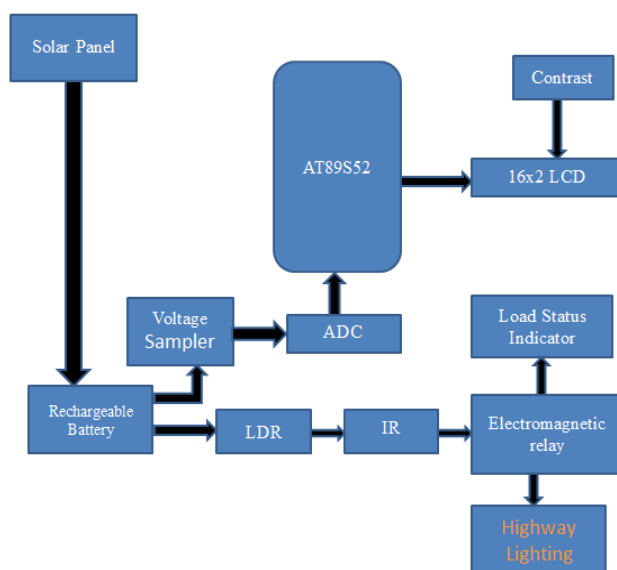 Solar Panel
Contrast
AT89S52
16x2 LCD
Voltage
Sampler
ADC
Load Status
Indicator
Rechargeable
Battery
LDR
IR
Electromagnetic
relay
Highway
Lighting